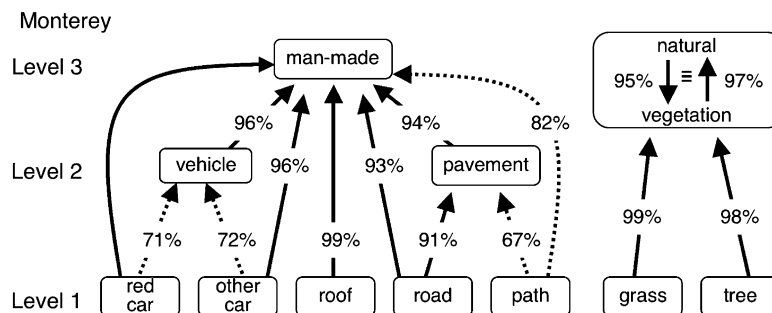 Monterey
Level 3
man-made
natural
95% ≡ 97%
vegetation
96%
94%
82%
Level 2
vehicle
96%
93%
pavement
71%
72%
99%
91%
67%
99%
98%
Level 1
red
car
other
car
roof
road
path
grass
tree